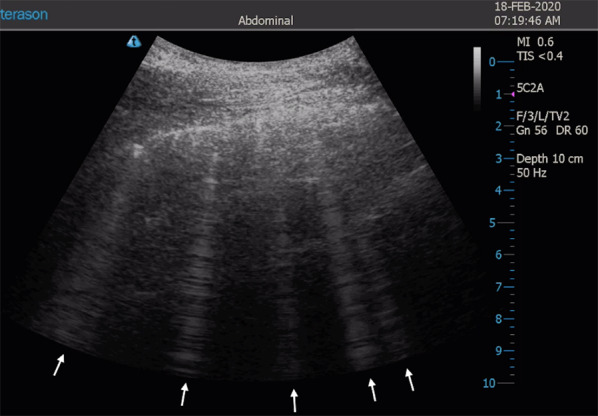 terason
Abdominal
18-FEB-2020
07:19:46 AM
MI 0.6
TIS <0.4
5C2A
F/3/L/TV2
Gn 56 DR 60
Depth 10 cm
50 Hz
0
1
2
3
4
5
6
7
8
9
10